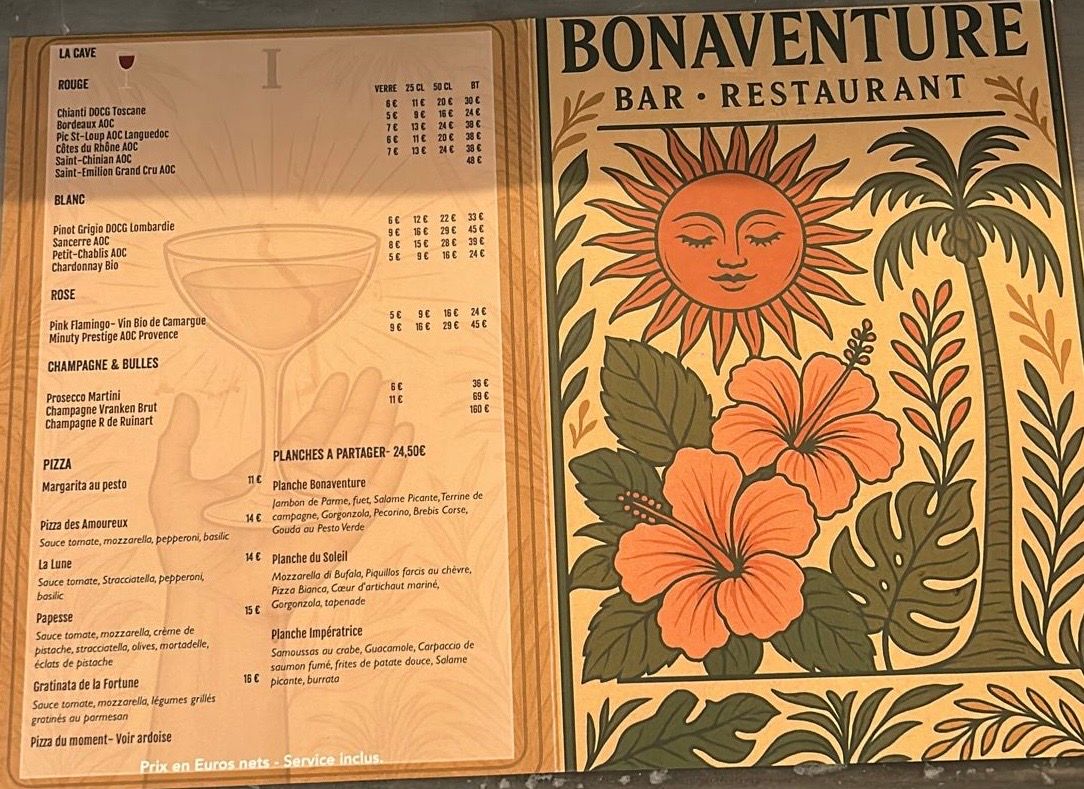 LA CAVE
I
ROUGE VERRE 25 CL 50 CL BT
Chianti DOCG Toscane 6 € 11 € 20 € 30 €
Bordeaux AOC 5 € 9 € 16 € 24 €
Pic St-Loup AOC Languedoc 7 € 13 € 24 € 38 €
Côtes du Rhône AOC 6 € 11 € 20 € 38 €
Saint-Chinian AOC 7 € 13 € 24 € 38 €
Saint-Emilion Grand Cru AOC 48 €
BLANC
Pinot Grigio DOCG Lombardie 6 € 12 € 22 € 33 €
Sancerre AOC 9 € 16 € 29 € 45 €
Petit-Chablis AOC 8 € 15 € 28 € 39 €
Chardonnay Bio 5 € 9 € 16 € 24 €
ROSE
Pink Flamingo- Vin Bio de Camargue 5 € 9 € 16 € 24 €
Minuty Prestige AOC Provence 9 € 16 € 29 € 45 €
CHAMPAGNE & BULLES
Prosecco Martini 6 € 36 €
Champagne Vranken Brut 11 € 69 €
Champagne R de Ruinart 160 €
PIZZA
Margarita au pesto 11 €
Pizza des Amoureux 14 €
Sauce tomate, mozzarella, pepperoni, basilic
La Lune 14 €
Sauce tomate, Stracciatella, pepperoni,
basilic
Papesse 15 €
Sauce tomate, mozzarella, crème de
pistache, stracciatella, olives, mortadelle,
éclats de pistache
Gratinata de la Fortune 16 €
Sauce tomate, mozzarella, légumes grillés
gratinés au parmesan
Pizza du moment- Voir ardoise
PLANCHES A PARTAGER- 24,50€
Planche Bonaventure
Jambon de Parme, fuet, Salame Picante, Terrine de
campagne, Gorgonzola, Pecorino, Brebis Corse,
Gouda au Pesto Verde
Planche du Soleil
Mozzarella di Bufala, Piquillos farcis au chèvre,
Pizza Bianca, Cœur d'artichaut mariné,
Gorgonzola, tapenade
Planche Impératrice
Samoussas au crabe, Guacamole, Carpaccio de
saumon fumé, frites de patate douce, Salame
picante, burrata
Prix en Euros nets - Service inclus.
BONAVENTURE
BAR • RESTAURANT